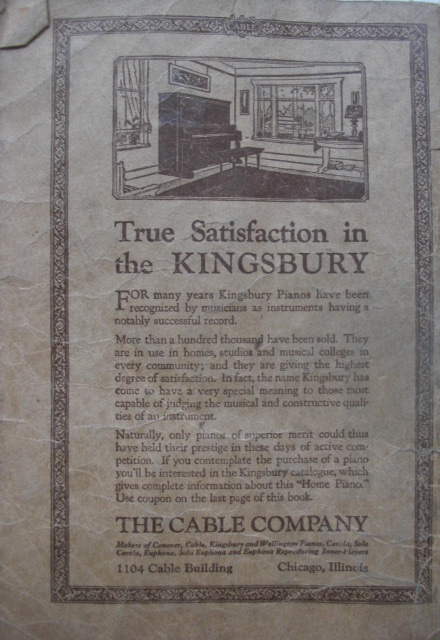 CABLE
True Satisfaction in
the KINGSBURY
FOR many years Kingsbury Pianos have been
recognized by musicians as instruments having a
notably successful record.
More than a hundred thousand have been sold. They
are in use in homes, studios and musical colleges in
every community; and they are giving the highest
degree of satisfaction. In fact, the name Kingsbury has
come to have a very special meaning to those most
capable of judging the musical and constructive quali-
ties of an instrument.
Naturally, only pianos of superior merit could thus
have held their prestige in these days of active com-
petition. If you contemplate the purchase of a piano
you'll be interested in the Kingsbury catalogue, which
gives complete information about this "Home Piano."
Use coupon on the last page of this book.
THE CABLE COMPANY
Makers of Conover, Cable, Kingsbury and Wellington Pianos, Carola, Solo
Carola, Euphona, Solo Euphona and Euphona Reproducing Inner-Players
1104 Cable Building Chicago, Illinois